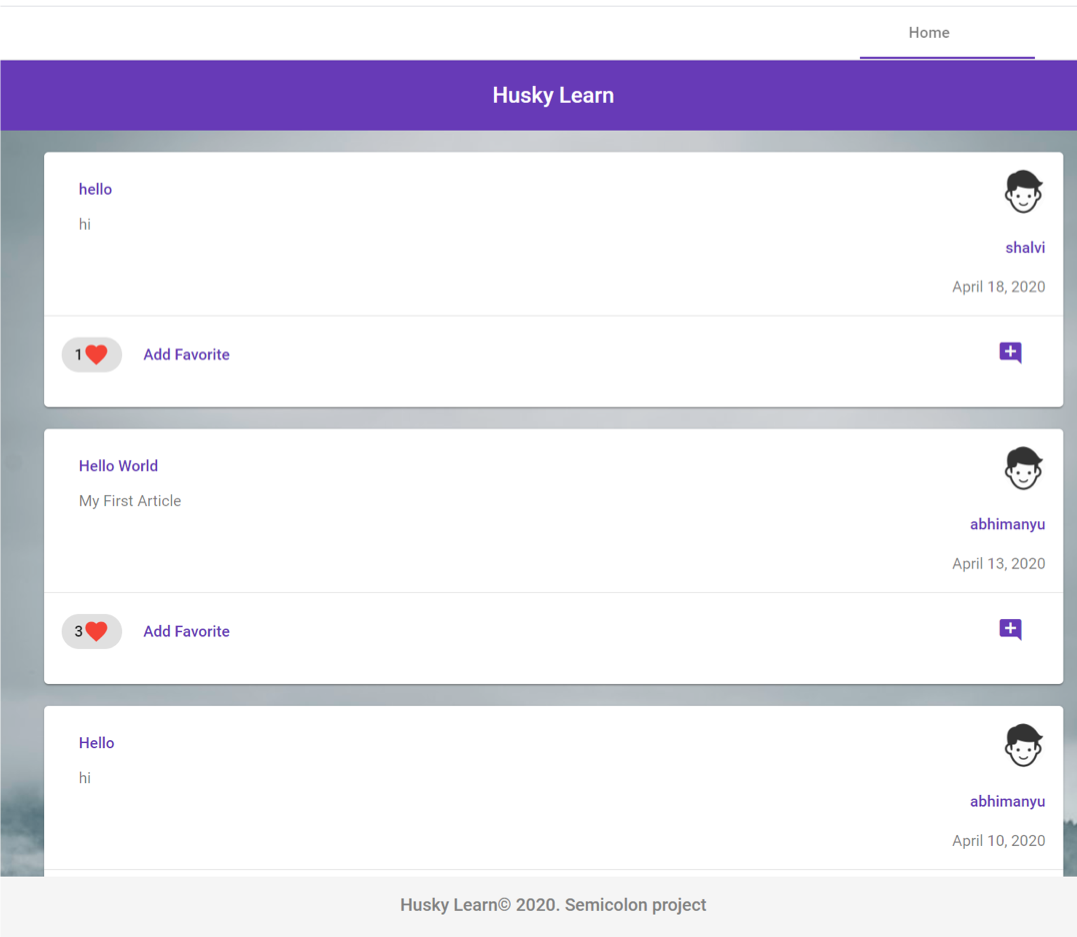 Home
Husky Learn
hello
hi
shalvi
April 18, 2020
1
Add Favorite
Hello World
My First Article
abhimanyu
April 13, 2020
3
Add Favorite
Hello
hi
abhimanyu
April 10, 2020
Husky Learn© 2020. Semicolon project